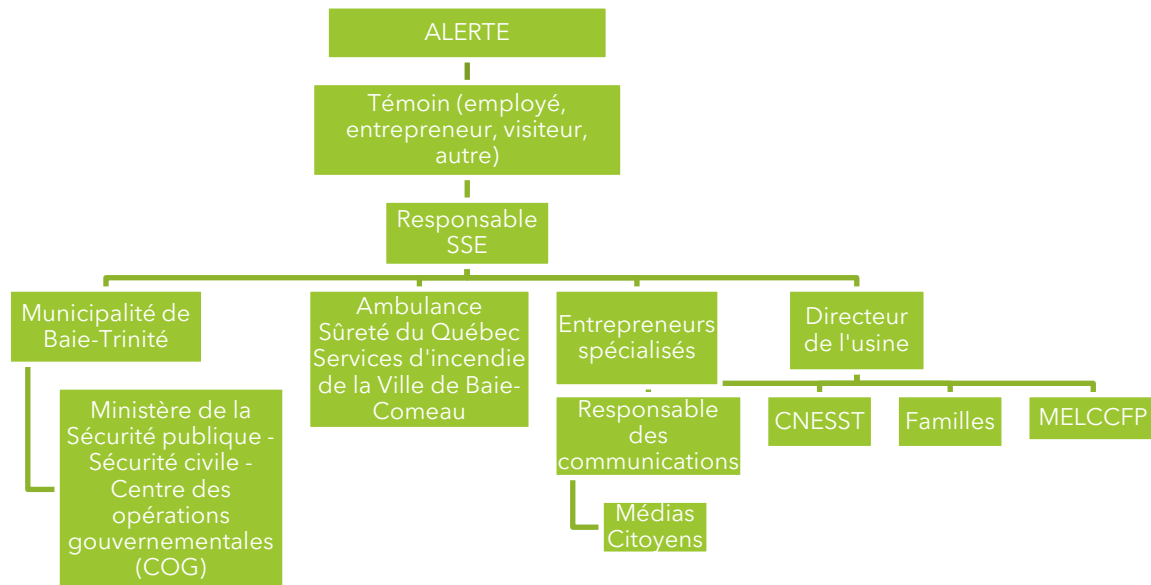 ALERTE
Témoin (employé,
entrepreneur, visiteur,
autre)
Responsable
SSE
Municipalité de
Baie-Trinité
Ambulance
Sûreté du Québec
Services d'incendie
de la Ville de Baie-
Comeau
Entrepreneurs
spécialisés
Directeur
de l'usine
Ministère de la
Sécurité publique -
Sécurité civile -
Centre des
opérations
gouvernementales
(COG)
Responsable
des
communications
CNESST
Familles
MELCCFP
Médias
Citoyens